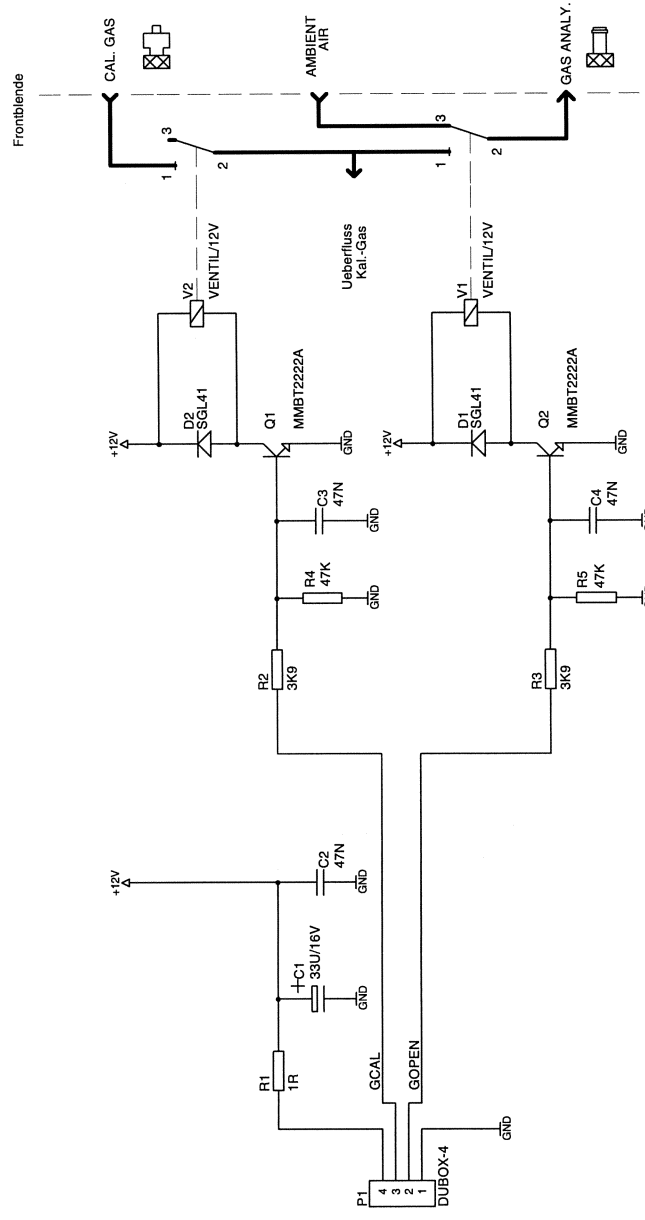 Frontblende
CAL. GAS
AMBIENT
AIR
GAS ANALY.
3
1
2
3
1
2
Ueberfluss
Kal.-Gas
V2
VENTIL/12V
V1
VENTIL/12V
+12V
D2
SGL41
Q1
MMBT2222A
GND
+12V
D1
SGL41
Q2
MMBT2222A
GND
C3
47N
GND
R4
47K
GND
C4
47N
GND
R5
47K
GND
R2
3K9
R3
3K9
+12V
C2
47N
GND
+C1
33U/16V
GND
R1
1R
GCAL
GOPEN
GND
P1
4
3
2
1
DUBOX-4